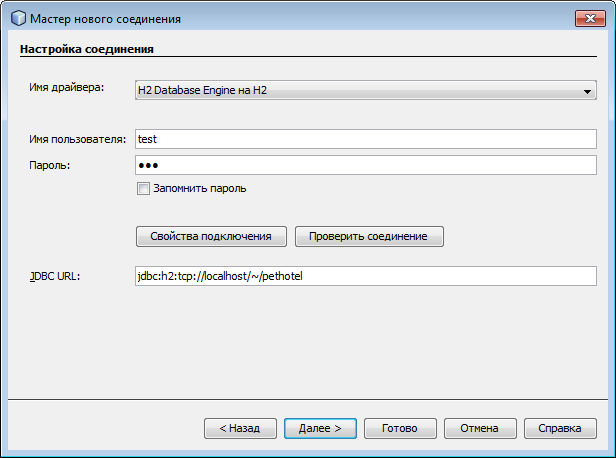 Мастер нового соединения
Настройка соединения
Имя драйвера: H2 Database Engine на H2
Имя пользователя: test
Пароль: ●●●
Запомнить пароль
Свойства подключения Проверить соединение
JDBC URL: jdbc:h2:tcp://localhost/~/pethotel
< Назад Далее > Готово Отмена Справка